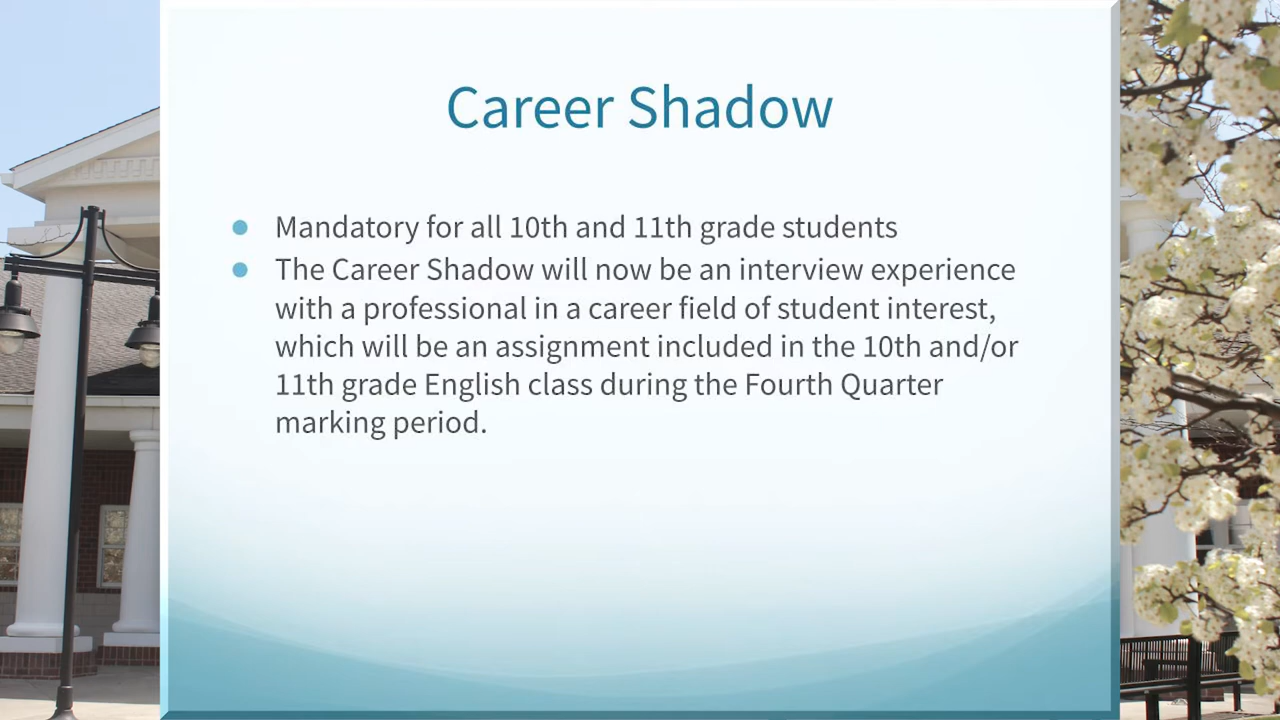 Career Shadow
Mandatory for all 10th and 11th grade students
The Career Shadow will now be an interview experience
with a professional in a career field of student interest,
which will be an assignment included in the 10th and/or
11th grade English class during the Fourth Quarter
marking period.